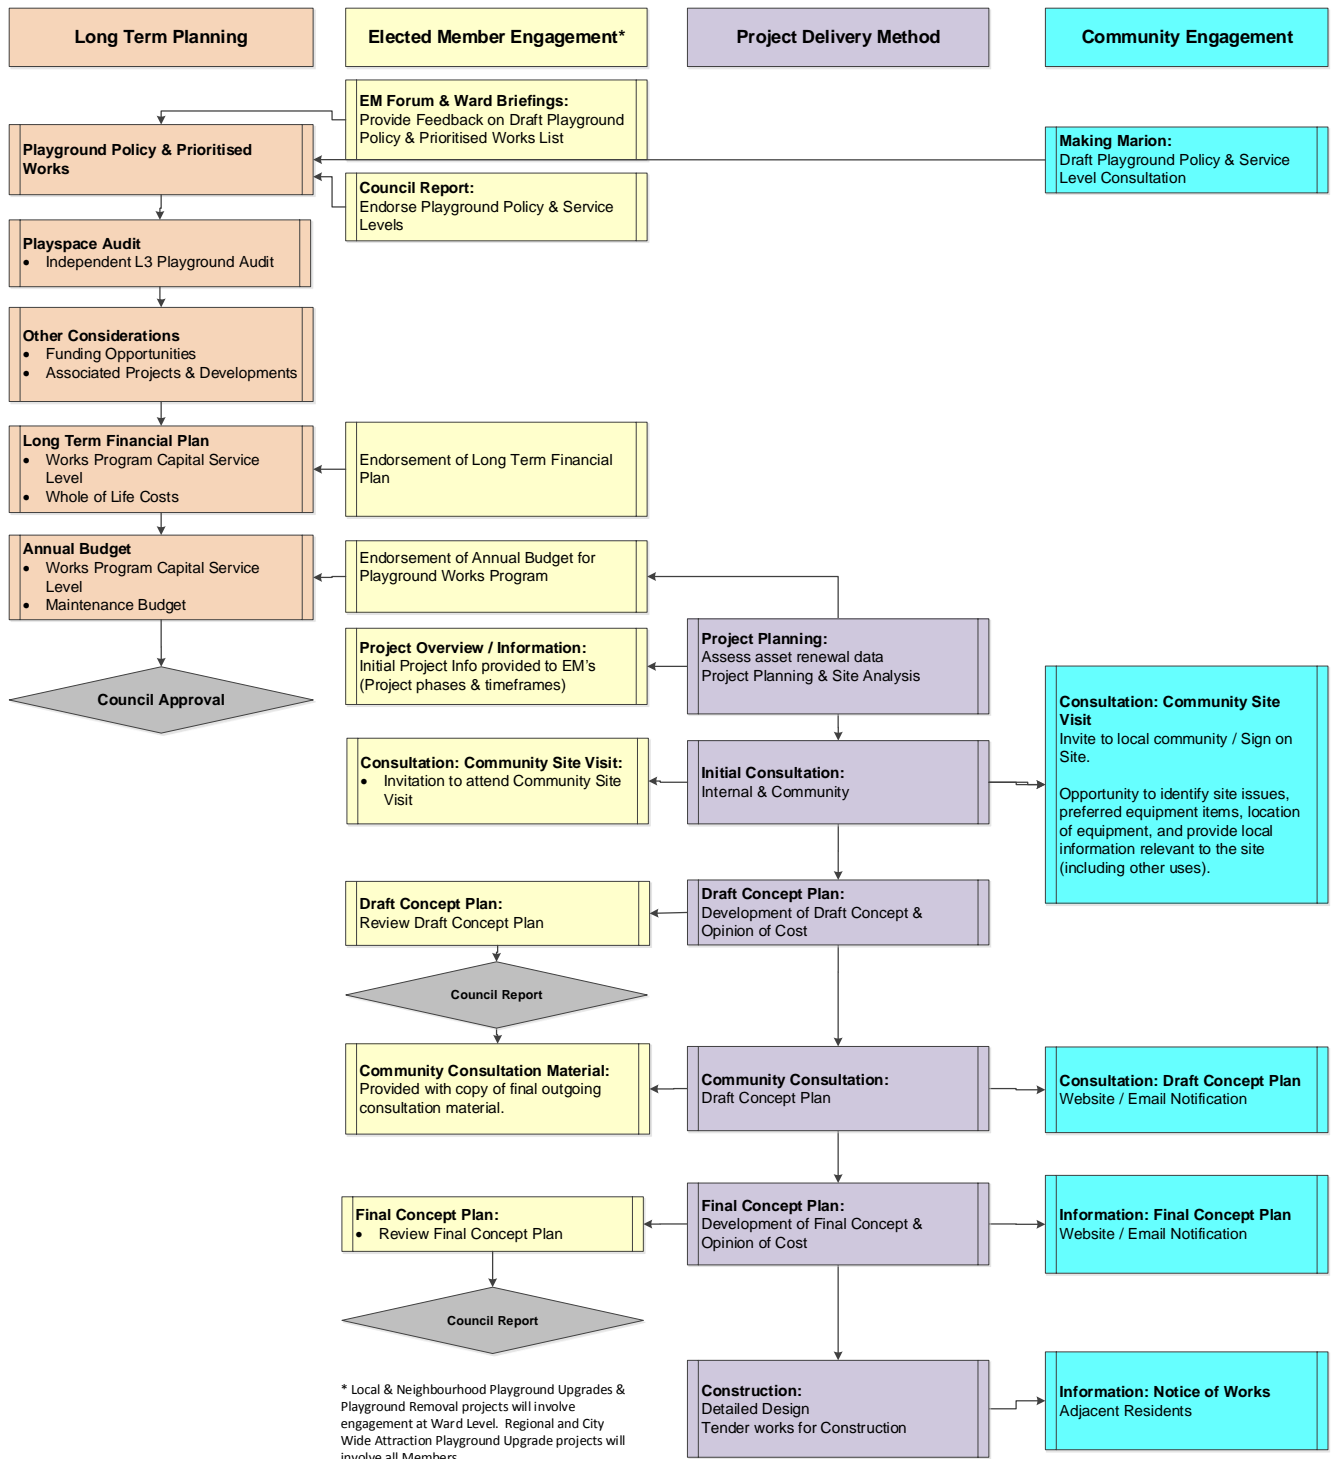 Long Term Planning
Elected Member Engagement*
Project Delivery Method
Community Engagement
EM Forum & Ward Briefings:
Provide Feedback on Draft Playground
Policy & Prioritised Works List
Playground Policy & Prioritised
Works
Making Marion:
Draft Playground Policy & Service
Level Consultation
Council Report:
Endorse Playground Policy & Service
Levels
Playspace Audit
• Independent L3 Playground Audit
Other Considerations
• Funding Opportunities
• Associated Projects & Developments
Long Term Financial Plan
• Works Program Capital Service
Level
• Whole of Life Costs
Endorsement of Long Term Financial
Plan
Annual Budget
• Works Program Capital Service
Level
• Maintenance Budget
Endorsement of Annual Budget for
Playground Works Program
Council Approval
Project Overview / Information:
Initial Project Info provided to EM's
(Project phases & timeframes)
Project Planning:
Assess asset renewal data
Project Planning & Site Analysis
Consultation: Community Site Visit:
• Invitation to attend Community Site
Visit
Initial Consultation:
Internal & Community
Consultation: Community Site
Visit
Invite to local community / Sign on
Site.
Opportunity to identify site issues,
preferred equipment items, location
of equipment, and provide local
information relevant to the site
(including other uses).
Draft Concept Plan:
Review Draft Concept Plan
Draft Concept Plan:
Development of Draft Concept &
Opinion of Cost
Council Report
Community Consultation Material:
Provided with copy of final outgoing
consultation material.
Community Consultation:
Draft Concept Plan
Consultation: Draft Concept Plan
Website / Email Notification
Final Concept Plan:
• Review Final Concept Plan
Final Concept Plan:
Development of Final Concept &
Opinion of Cost
Information: Final Concept Plan
Website / Email Notification
Council Report
Construction:
Detailed Design
Tender works for Construction
Information: Notice of Works
Adjacent Residents
* Local & Neighbourhood Playground Upgrades &
Playground Removal projects will involve
engagement at Ward Level. Regional and City
Wide Attraction Playground Upgrade projects will
involve all Members